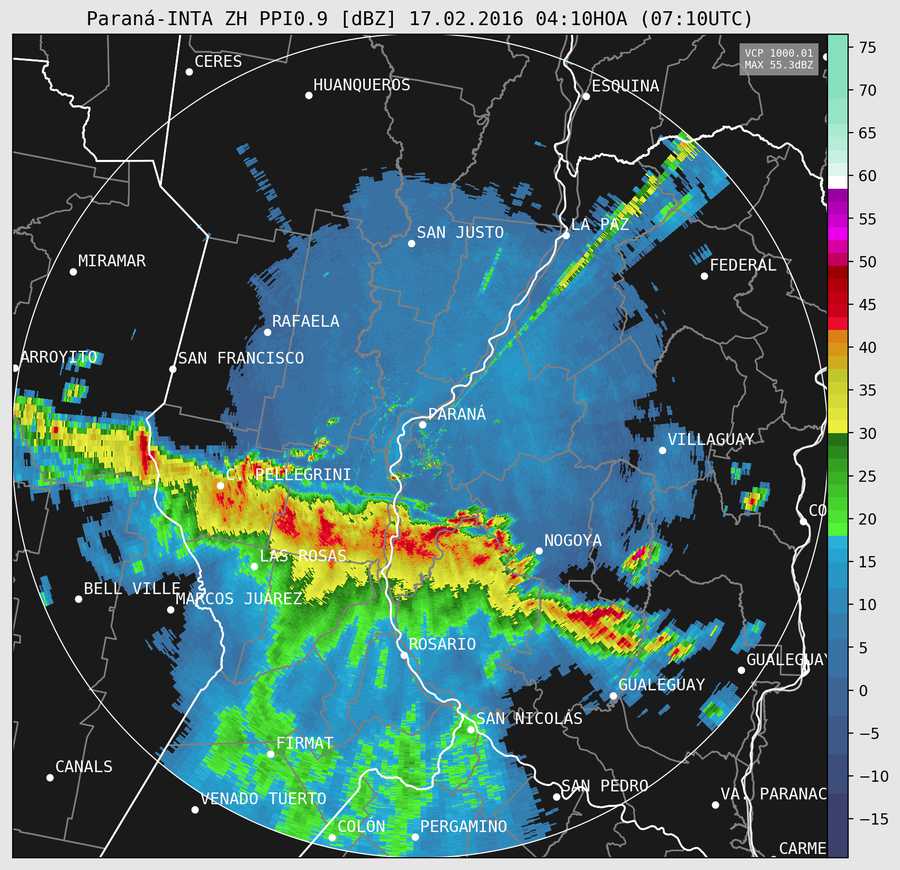 Paraná-INTA ZH PPI0.9 [dBZ] 17.02.2016 04:10HOA (07:10UTC)
VCP 1000.01
MAX 55.3dBZ
CERES
HUANQUEROS
ESQUINA
SAN JUSTO
LA PAZ
MIRAMAR
FEDERAL
RAFAELA
ARROYITO
SAN FRANCISCO
PARANÁ
VILLAGUAY
C. PELLEGRINI
CO
NOGOYA
LAS ROSAS
BELL VILLE
MARCOS JUÁREZ
ROSARIO
GUALEGUAY
GUALEGUAY
SAN NICOLÁS
FIRMAT
CANALS
SAN PEDRO
VENADO TUERTO
VA. PARANAC
COLÓN
PERGAMINO
CARME
75
70
65
60
55
50
45
40
35
30
25
20
15
10
5
0
−5
−10
−15